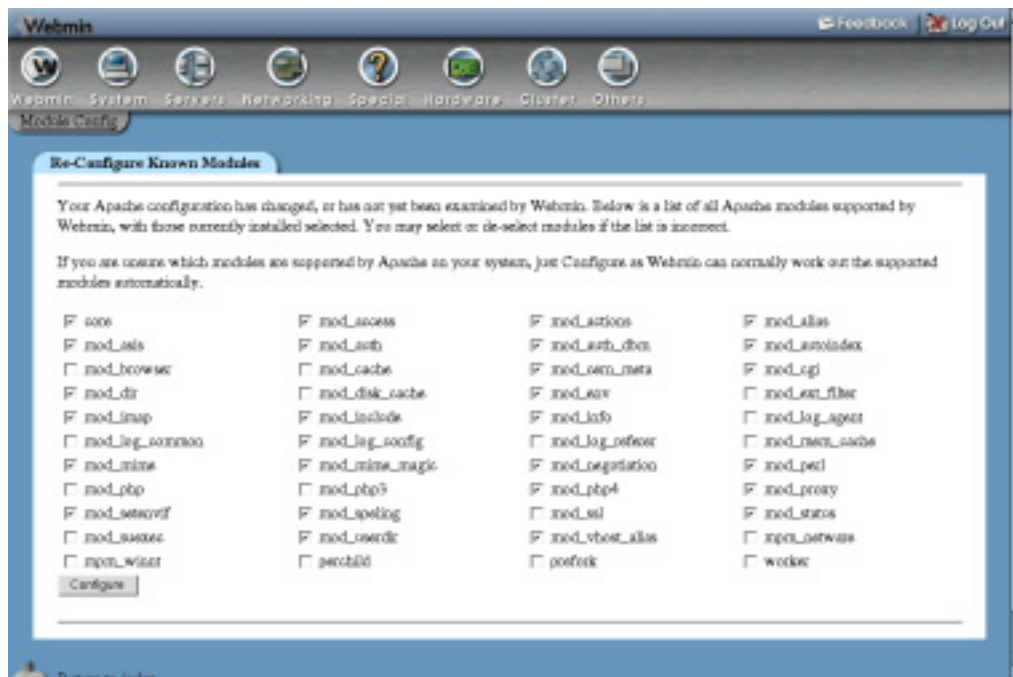 Webmin
Feedback
Log Out
Webmin System Servers Networking Special Hardware Cluster Others
Module Config
Re-Configure Known Modules
Your Apache configuration has changed, or has not yet been examined by Webmin. Below is a list of all Apache modules supported by
Webmin, with those currently installed selected. You may select or de-select modules if the list is incorrect.
If you are unsure which modules are supported by Apache on your system, just Configure as Webmin can normally work out the supported
modules automatically.
core mod_access mod_actions mod_alias
mod_asis mod_auth mod_auth_dbm mod_autoindex
mod_browser mod_cache mod_cern_meta mod_cgi
mod_dir mod_disk_cache mod_env mod_ext_filter
mod_imap mod_include mod_info mod_log_agent
mod_log_common mod_log_config mod_log_referer mod_mem_cache
mod_mime mod_mime_magic mod_negotiation mod_perl
mod_php mod_php3 mod_php4 mod_proxy
mod_setenvif mod_speling mod_ssl mod_status
mod_suexec mod_userdir mod_vhost_alias mpm_netware
mpm_winnt perchild prefork worker
Configure